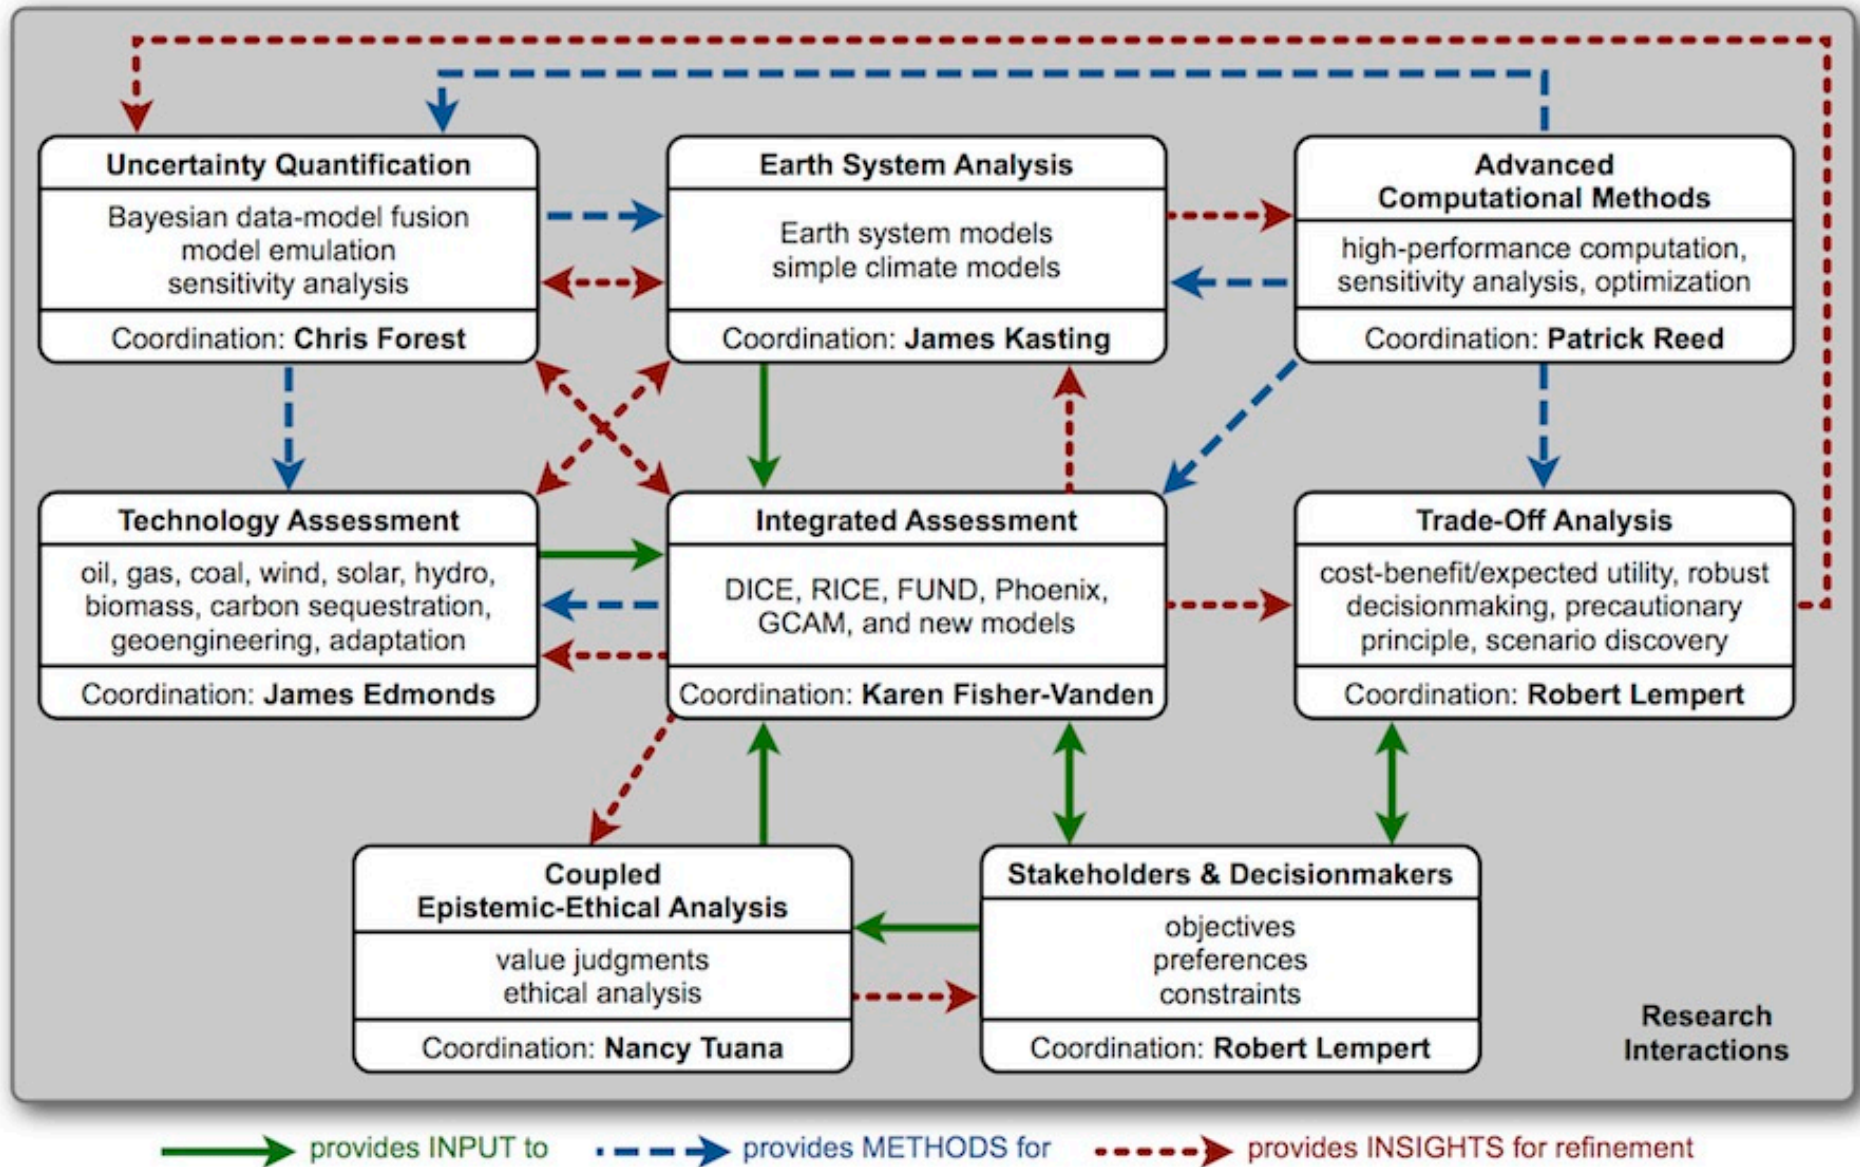 Uncertainty Quantification
Bayesian data-model fusion
model emulation
sensitivity analysis
Coordination: Chris Forest
Earth System Analysis
Earth system models
simple climate models
Coordination: James Kasting
Advanced
Computational Methods
high-performance computation,
sensitivity analysis, optimization
Coordination: Patrick Reed
Technology Assessment
oil, gas, coal, wind, solar, hydro,
biomass, carbon sequestration,
geoengineering, adaptation
Coordination: James Edmonds
Integrated Assessment
DICE, RICE, FUND, Phoenix,
GCAM, and new models
Coordination: Karen Fisher-Vanden
Trade-Off Analysis
cost-benefit/expected utility, robust
decisionmaking, precautionary
principle, scenario discovery
Coordination: Robert Lempert
Coupled
Epistemic-Ethical Analysis
value judgments
ethical analysis
Coordination: Nancy Tuana
Stakeholders & Decisionmakers
objectives
preferences
constraints
Coordination: Robert Lempert
Research
Interactions
provides INPUT to
provides METHODS for
provides INSIGHTS for refinement